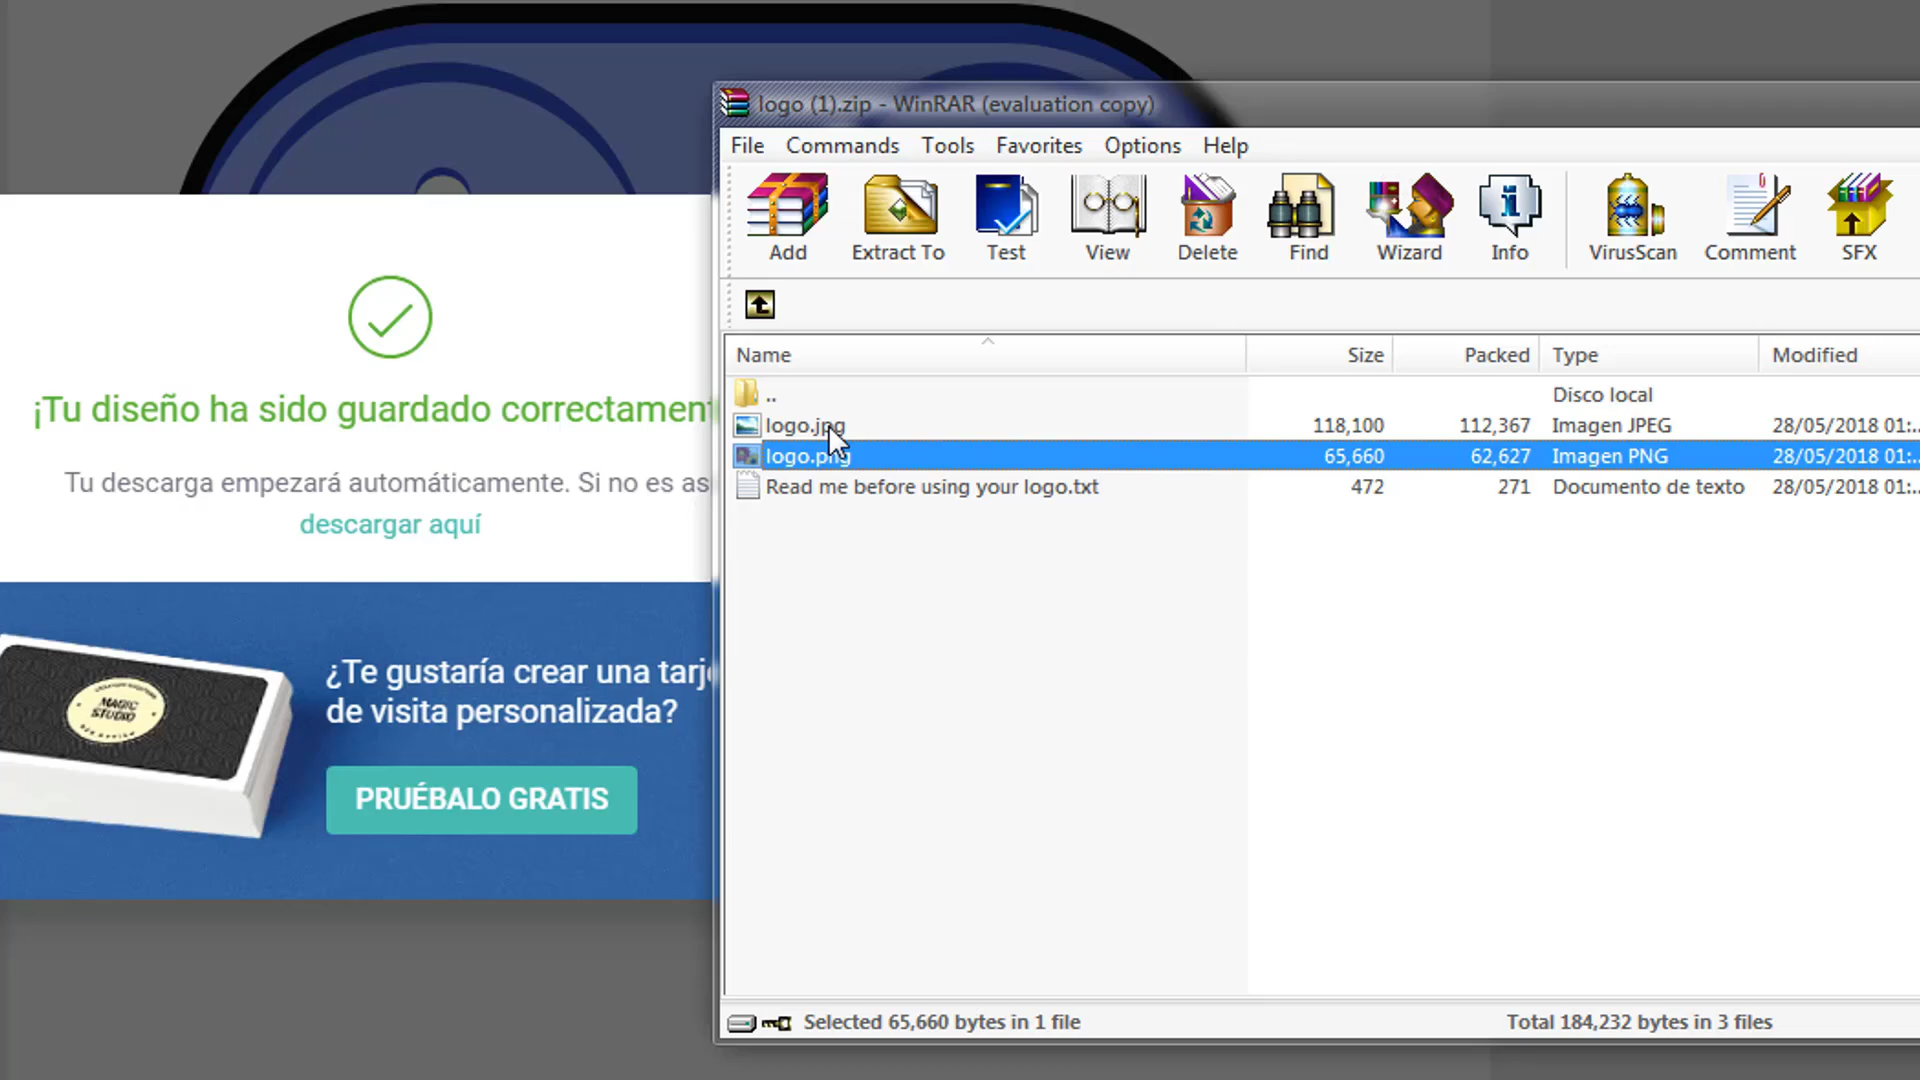 logo (1).zip - WinRAR (evaluation copy)
File Commands Tools Favorites Options Help
Add Extract To Test View Delete Find Wizard Info VirusScan Comment SFX
Name Size Packed Type Modified
.. Disco local
logo.jpg 118,100 112,367 Imagen JPEG 28/05/2018 01:..
logo.png 65,660 62,627 Imagen PNG 28/05/2018 01:..
Read me before using your logo.txt 472 271 Documento de texto 28/05/2018 01:..
Selected 65,660 bytes in 1 file Total 184,232 bytes in 3 files
¡Tu diseño ha sido guardado correctament
Tu descarga empezará automáticamente. Si no es as
descargar aquí
MAGIC
STUDIO
¿Te gustaría crear una tarje
de visita personalizada?
PRUÉBALO GRATIS